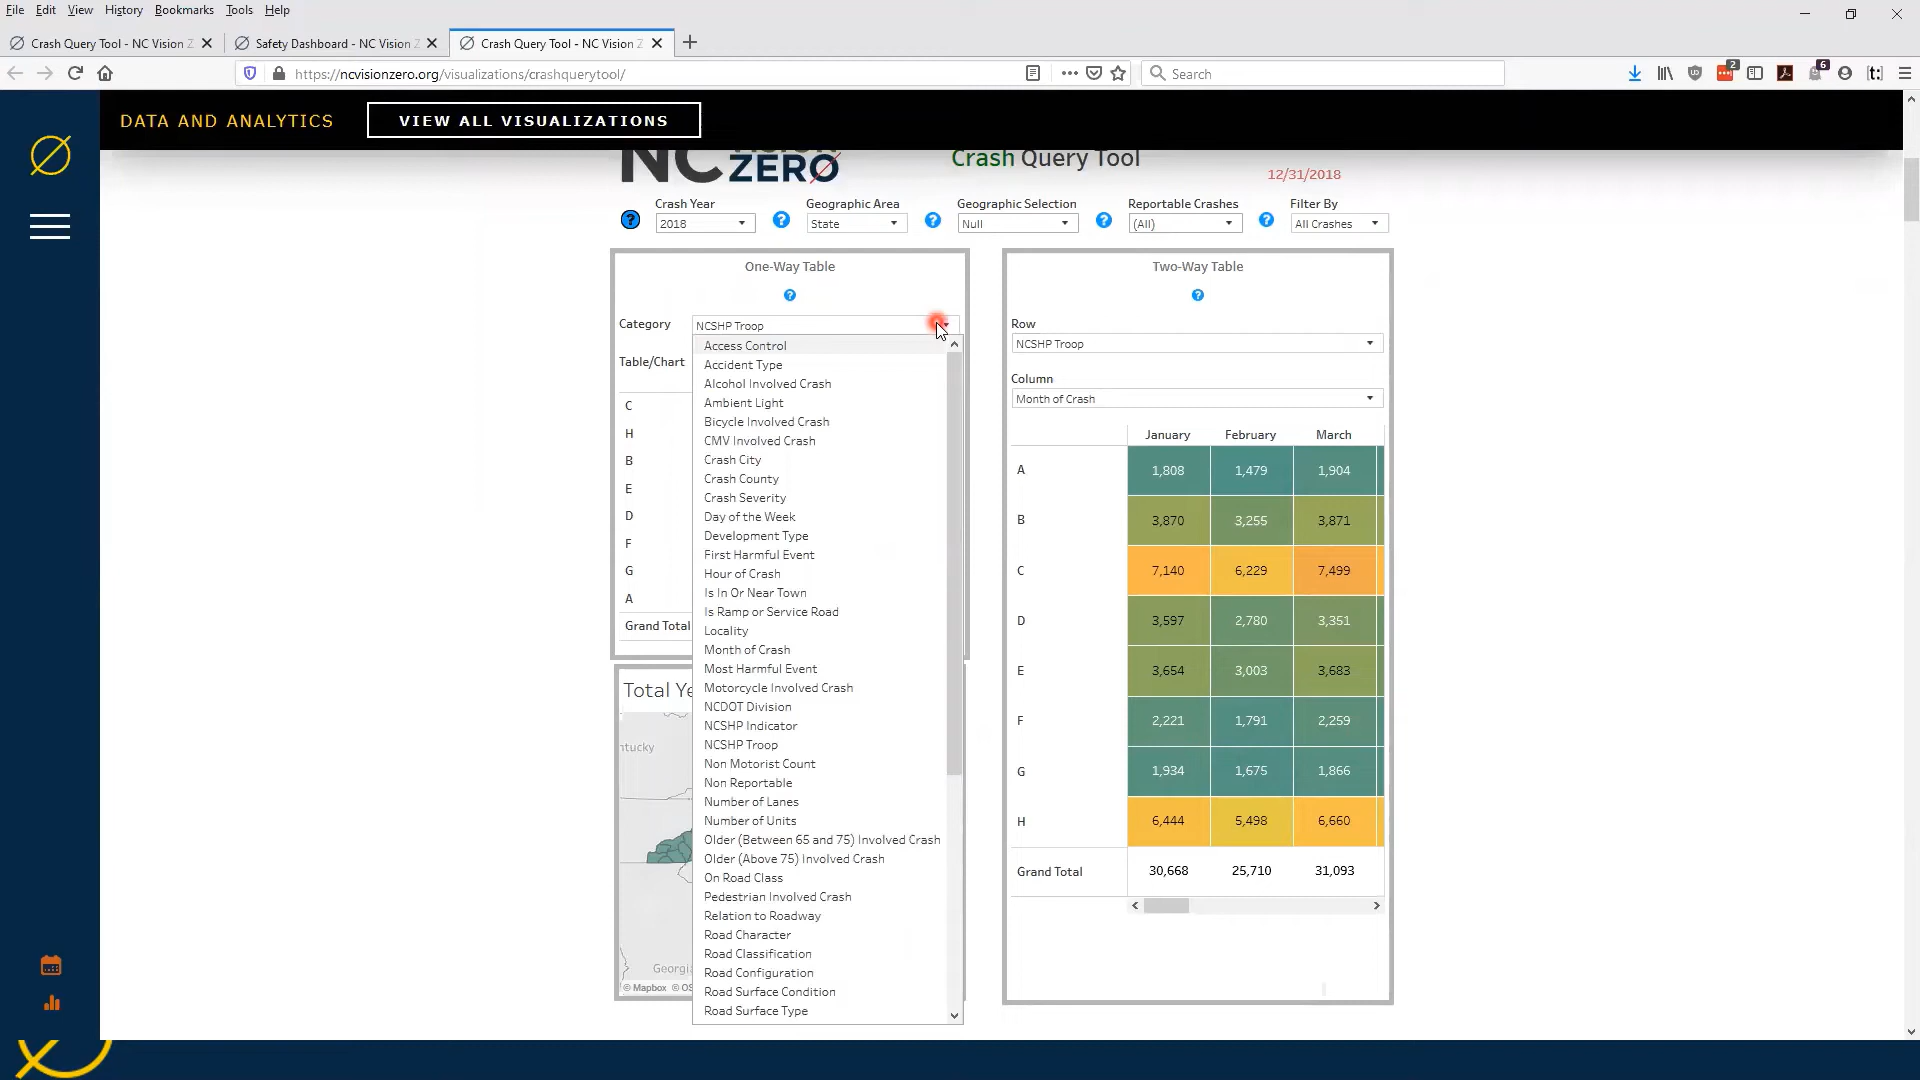 File Edit View History Bookmarks Tools Help
Crash Query Tool - NC Vision Z
Safety Dashboard - NC Vision Z
Crash Query Tool - NC Vision Z
https://ncvisionzero.org/visualizations/crashquerytool/
Search
2
6
[t:]
DATA AND ANALYTICS
VIEW ALL VISUALIZATIONS
NC ZERO
Crash Query Tool
12/31/2018
Crash Year Geographic Area Geographic Selection Reportable Crashes Filter By
? 2018 ? State ? Null ? (All) ? All Crashes
One-Way Table
?
Category NCSHP Troop
Table/Chart
C
H
B
E
D
F
G
A
Grand Total
Access Control
Accident Type
Alcohol Involved Crash
Ambient Light
Bicycle Involved Crash
CMV Involved Crash
Crash City
Crash County
Crash Severity
Day of the Week
Development Type
First Harmful Event
Hour of Crash
Is In Or Near Town
Is Ramp or Service Road
Locality
Month of Crash
Most Harmful Event
Motorcycle Involved Crash
NCDOT Division
NCSHP Indicator
NCSHP Troop
Non Motorist Count
Non Reportable
Number of Lanes
Number of Units
Older (Between 65 and 75) Involved Crash
Older (Above 75) Involved Crash
On Road Class
Pedestrian Involved Crash
Relation to Roadway
Road Character
Road Classification
Road Configuration
Road Surface Condition
Road Surface Type
Total Ye
ntucky
Georgi
© Mapbox © OS
Two-Way Table
?
Row
NCSHP Troop
Column
Month of Crash
January February March
A 1,808 1,479 1,904
B 3,870 3,255 3,871
C 7,140 6,229 7,499
D 3,597 2,780 3,351
E 3,654 3,003 3,683
F 2,221 1,791 2,259
G 1,934 1,675 1,866
H 6,444 5,498 6,660
Grand Total 30,668 25,710 31,093